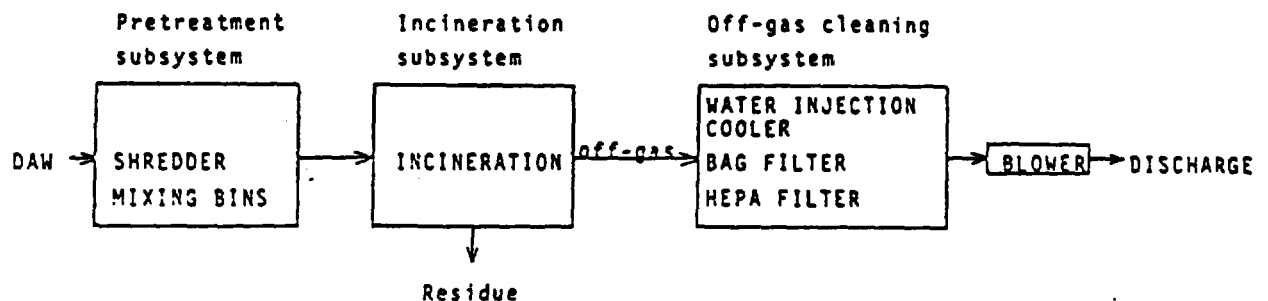 Pretreatment
subsystem
Incineration
subsystem
Off-gas cleaning
subsystem
DAW
SHREDDER
MIXING BINS
INCINERATION
off-gas
WATER INJECTION
COOLER
BAG FILTER
HEPA FILTER
BLOWER
DISCHARGE
Residue